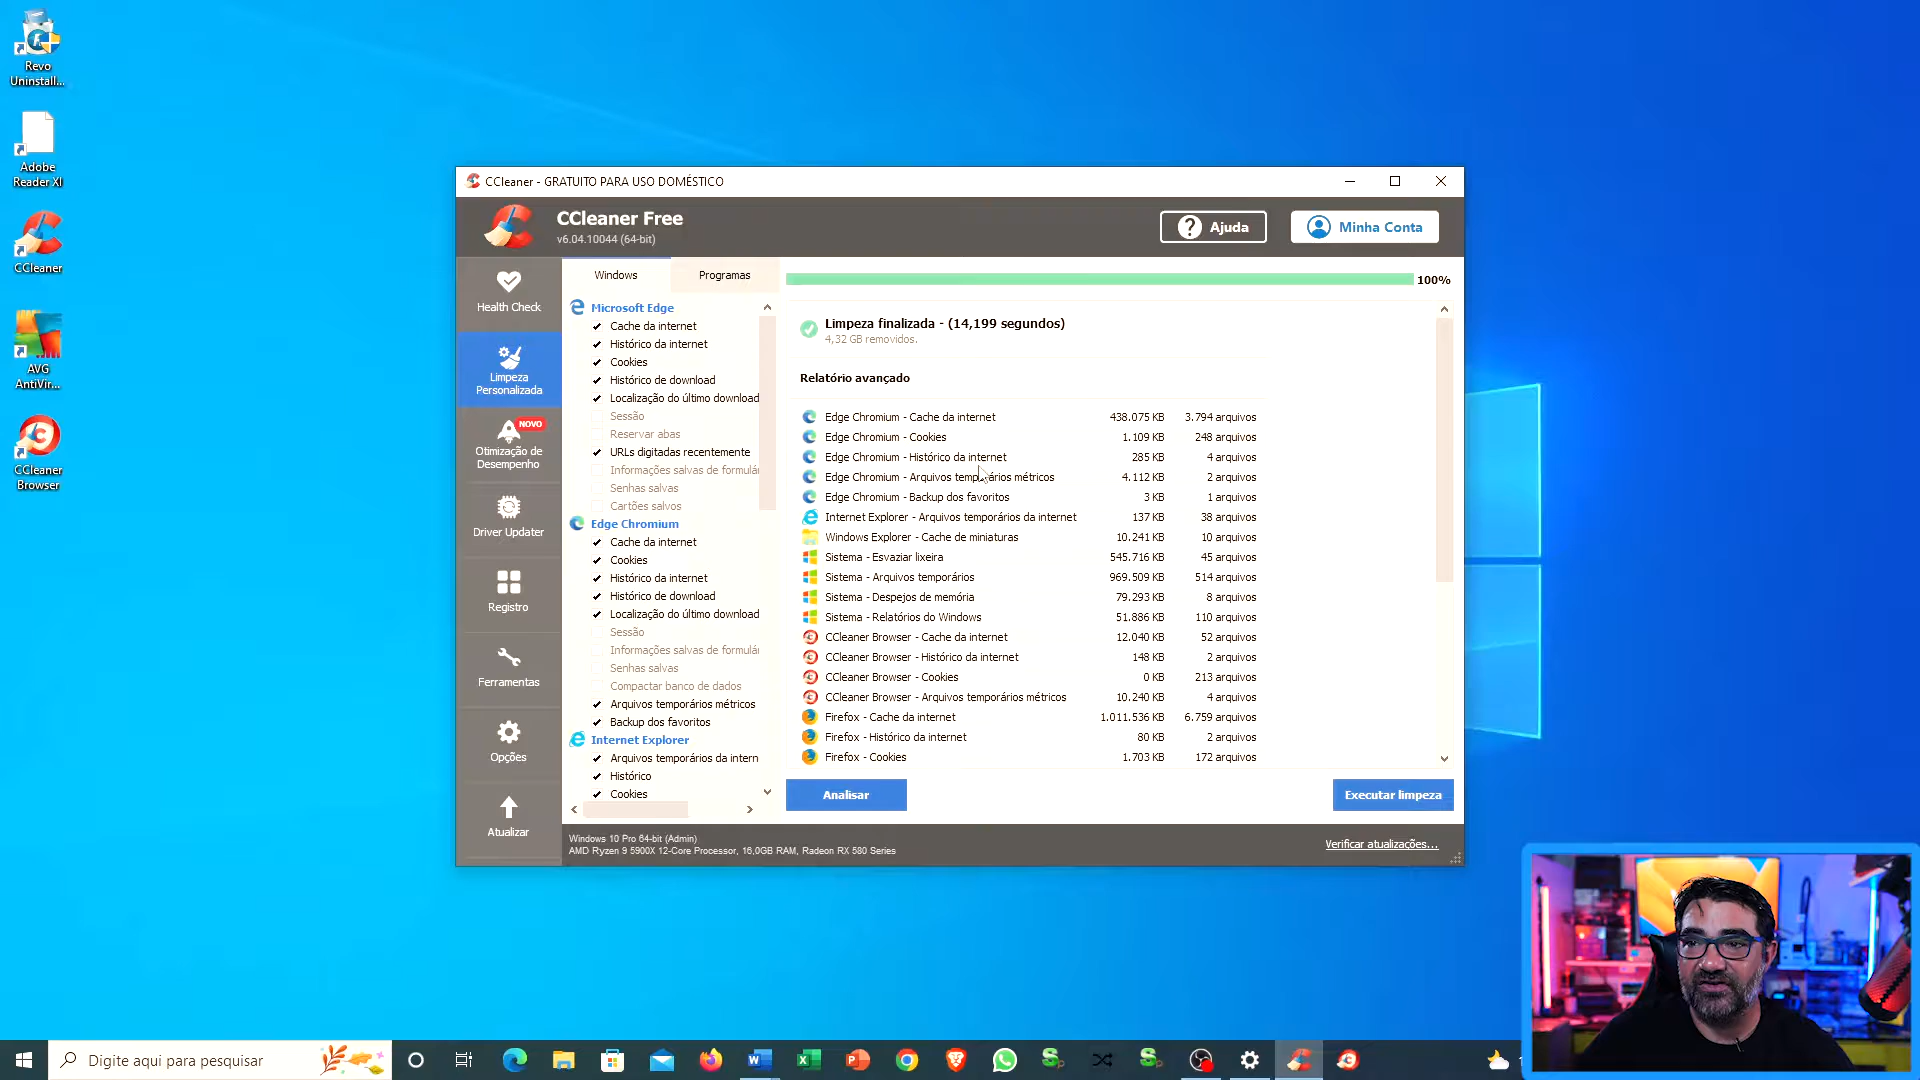 Revo
Uninstall...
Adobe
Reader XI
CCleaner
AVG
AntiVir...
CCleaner
Browser
CCleaner - GRATUITO PARA USO DOMÉSTICO
CCleaner Free
v6.04.10044 (64-bit)
Ajuda
Minha Conta
Health Check
Limpeza
Personalizada
NOVO
Otimização de
Desempenho
Driver Updater
Registro
Ferramentas
Opções
Atualizar
Windows
Programas
Microsoft Edge
Cache da internet
Histórico da internet
Cookies
Histórico de download
Localização do último download
Sessão
Reservar abas
URLs digitadas recentemente
Informações salvas de formulár
Senhas salvas
Cartões salvos
Edge Chromium
Cache da internet
Cookies
Histórico da internet
Histórico de download
Localização do último download
Sessão
Informações salvas de formulár
Senhas salvas
Compactar banco de dados
Arquivos temporários métricos
Backup dos favoritos
Internet Explorer
Arquivos temporários da intern
Histórico
Cookies
100%
Limpeza finalizada - (14,199 segundos)
4,32 GB removidos.
Relatório avançado
Edge Chromium - Cache da internet 438.075 KB 3.794 arquivos
Edge Chromium - Cookies 1.109 KB 248 arquivos
Edge Chromium - Histórico da internet 285 KB 4 arquivos
Edge Chromium - Arquivos temporários métricos 4.112 KB 2 arquivos
Edge Chromium - Backup dos favoritos 3 KB 1 arquivos
Internet Explorer - Arquivos temporários da internet 137 KB 38 arquivos
Windows Explorer - Cache de miniaturas 10.241 KB 10 arquivos
Sistema - Esvaziar lixeira 545.716 KB 45 arquivos
Sistema - Arquivos temporários 969.509 KB 514 arquivos
Sistema - Despejos de memória 79.293 KB 8 arquivos
Sistema - Relatórios do Windows 51.886 KB 110 arquivos
CCleaner Browser - Cache da internet 12.040 KB 52 arquivos
CCleaner Browser - Histórico da internet 148 KB 2 arquivos
CCleaner Browser - Cookies 0 KB 213 arquivos
CCleaner Browser - Arquivos temporários métricos 10.240 KB 4 arquivos
Firefox - Cache da internet 1.011.536 KB 6.759 arquivos
Firefox - Histórico da internet 80 KB 2 arquivos
Firefox - Cookies 1.703 KB 172 arquivos
Analisar
Executar limpeza
Windows 10 Pro 64-bit (Admin)
AMD Ryzen 9 5900X 12-Core Processor, 16,0GB RAM, Radeon RX 580 Series
Verificar atualizações...
Digite aqui para pesquisar